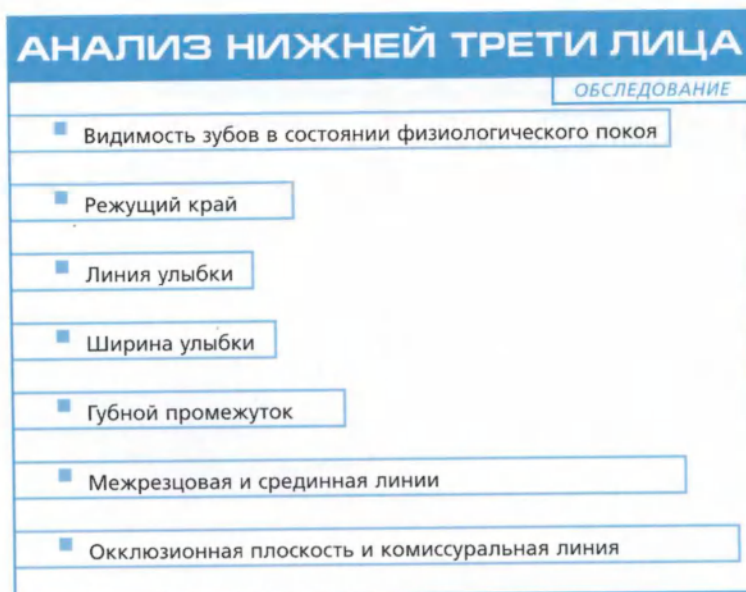 АНАЛИЗ НИЖНЕЙ ТРЕТИ ЛИЦА
ОБСЛЕДОВАНИЕ
Видимость зубов в состоянии физиологического покоя
Режущий край
Линия улыбки
Ширина улыбки
Губной промежуток
Межрезцовая и срединная линии
Окклюзионная плоскость и комиссуральная линия